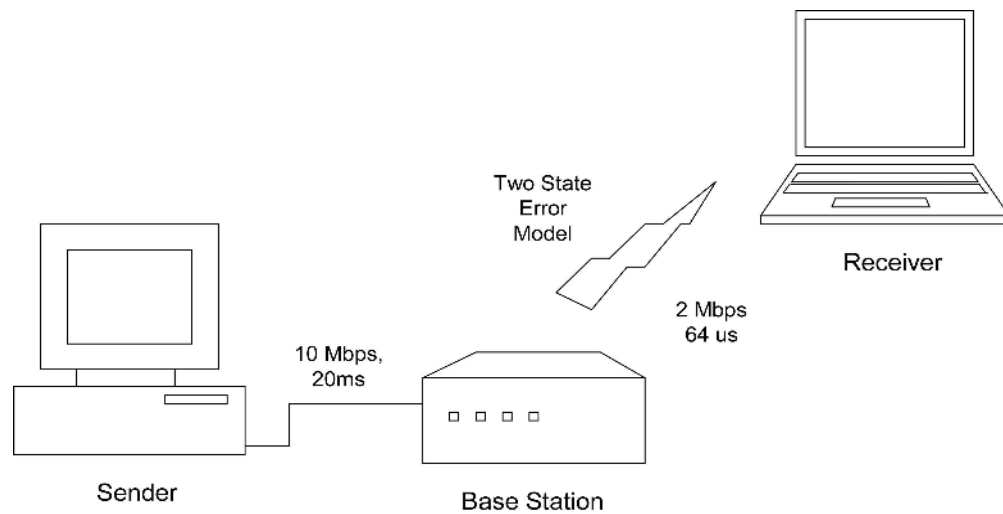 Two State
Error
Model
Receiver
2 Mbps
64 us
10 Mbps,
20ms
Sender
Base Station